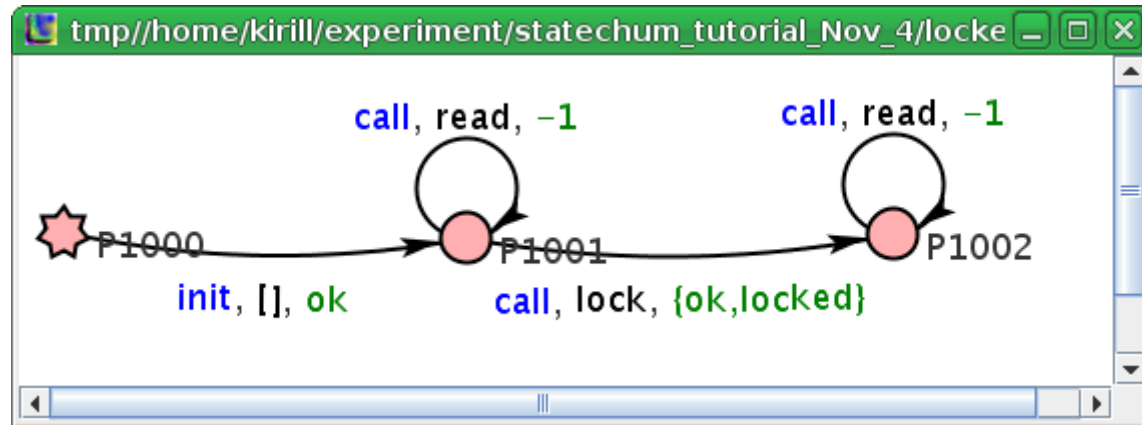 tmp//home/kirill/experiment/statechum_tutorial_Nov_4/locke
call, read, -1
call, read, -1
P1000
P1001
P1002
init, [], ok
call, lock, {ok,locked}